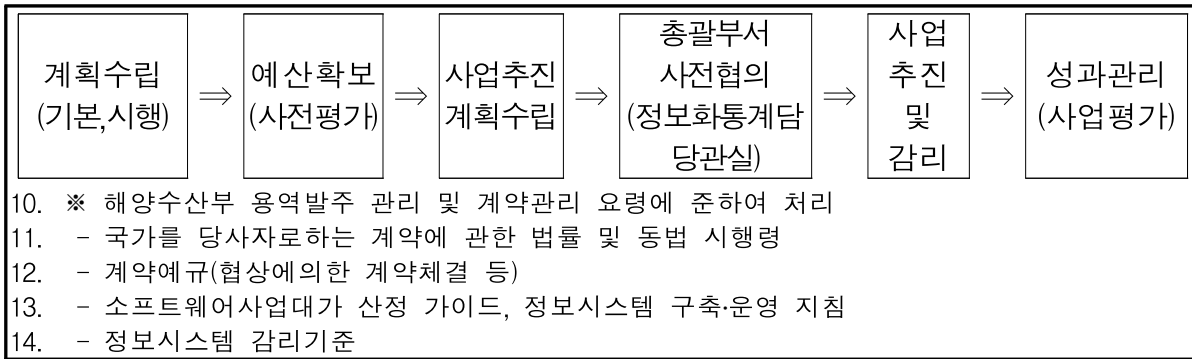 계획수립
(기본,시행)
⇒
예산확보
(사전평가)
⇒
사업추진
계획수립
⇒
총괄부서
사전협의
(정보화통계담
당관실)
⇒
사업
추진
및
감리
⇒
성과관리
(사업평가)
10. ※ 해양수산부 용역발주 관리 및 계약관리 요령에 준하여 처리
11. - 국가를 당사자로하는 계약에 관한 법률 및 동법 시행령
12. - 계약예규(협상에의한 계약체결 등)
13. - 소프트웨어사업대가 산정 가이드, 정보시스템 구축·운영 지침
14. - 정보시스템 감리기준